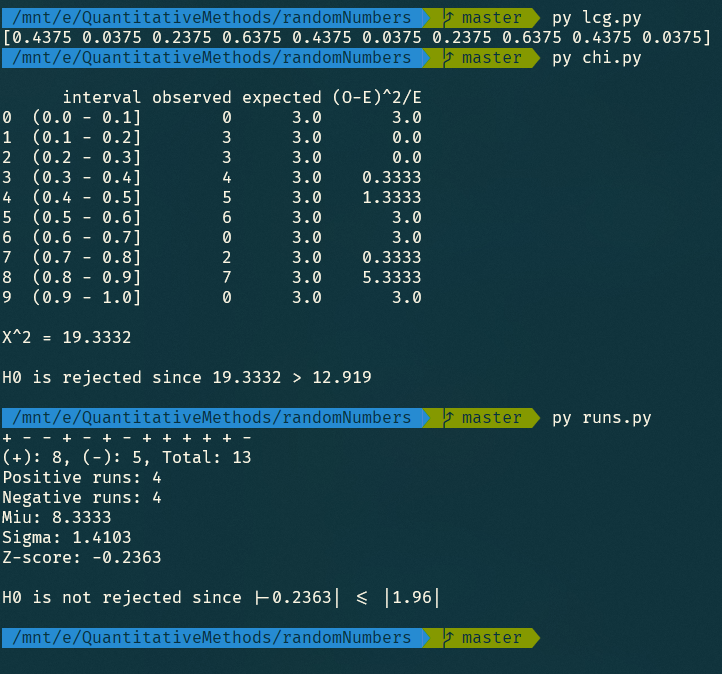 /mnt/e/QuantitativeMethods/randomNumbers master py lcg.py
[0.4375 0.0375 0.2375 0.6375 0.4375 0.0375 0.2375 0.6375 0.4375 0.0375]
/mnt/e/QuantitativeMethods/randomNumbers master py chi.py
interval observed expected (O-E)^2/E
0 (0.0 - 0.1] 0 3.0 3.0
1 (0.1 - 0.2] 3 3.0 0.0
2 (0.2 - 0.3] 3 3.0 0.0
3 (0.3 - 0.4] 4 3.0 0.3333
4 (0.4 - 0.5] 5 3.0 1.3333
5 (0.5 - 0.6] 6 3.0 3.0
6 (0.6 - 0.7] 0 3.0 3.0
7 (0.7 - 0.8] 2 3.0 0.3333
8 (0.8 - 0.9] 7 3.0 5.3333
9 (0.9 - 1.0] 0 3.0 3.0
X^2 = 19.3332
H0 is rejected since 19.3332 > 12.919
/mnt/e/QuantitativeMethods/randomNumbers master py runs.py
+ - - + - + - + + + + + -
(+): 8, (-): 5, Total: 13
Positive runs: 4
Negative runs: 4
Miu: 8.3333
Sigma: 1.4103
Z-score: -0.2363
H0 is not rejected since |-0.2363| <= |1.96|
/mnt/e/QuantitativeMethods/randomNumbers master